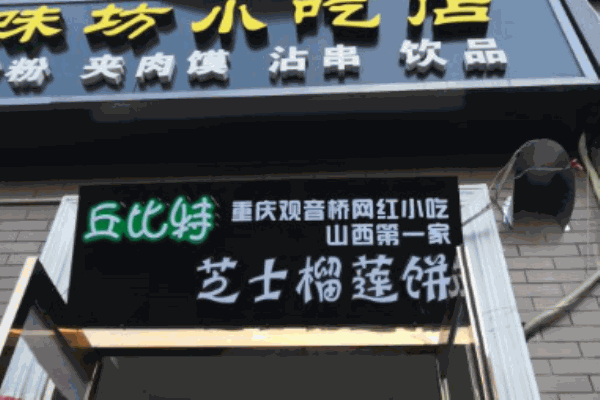 味坊小吃店
粉 夹肉馍 沾串 饮品
丘比特
重庆观音桥网红小吃
山西第一家
芝士榴莲饼